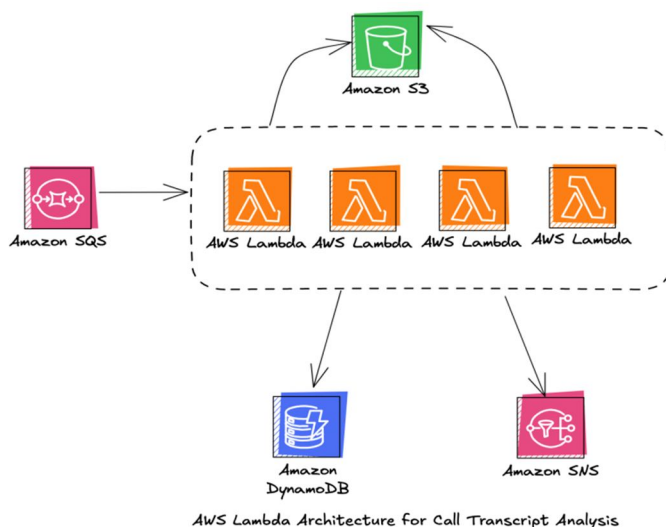 Amazon S3
Amazon SQS
AWS Lambda
AWS Lambda
AWS Lambda
AWS Lambda
Amazon
DynamoDB
Amazon SNS
AWS Lambda Architecture for Call Transcript Analysis